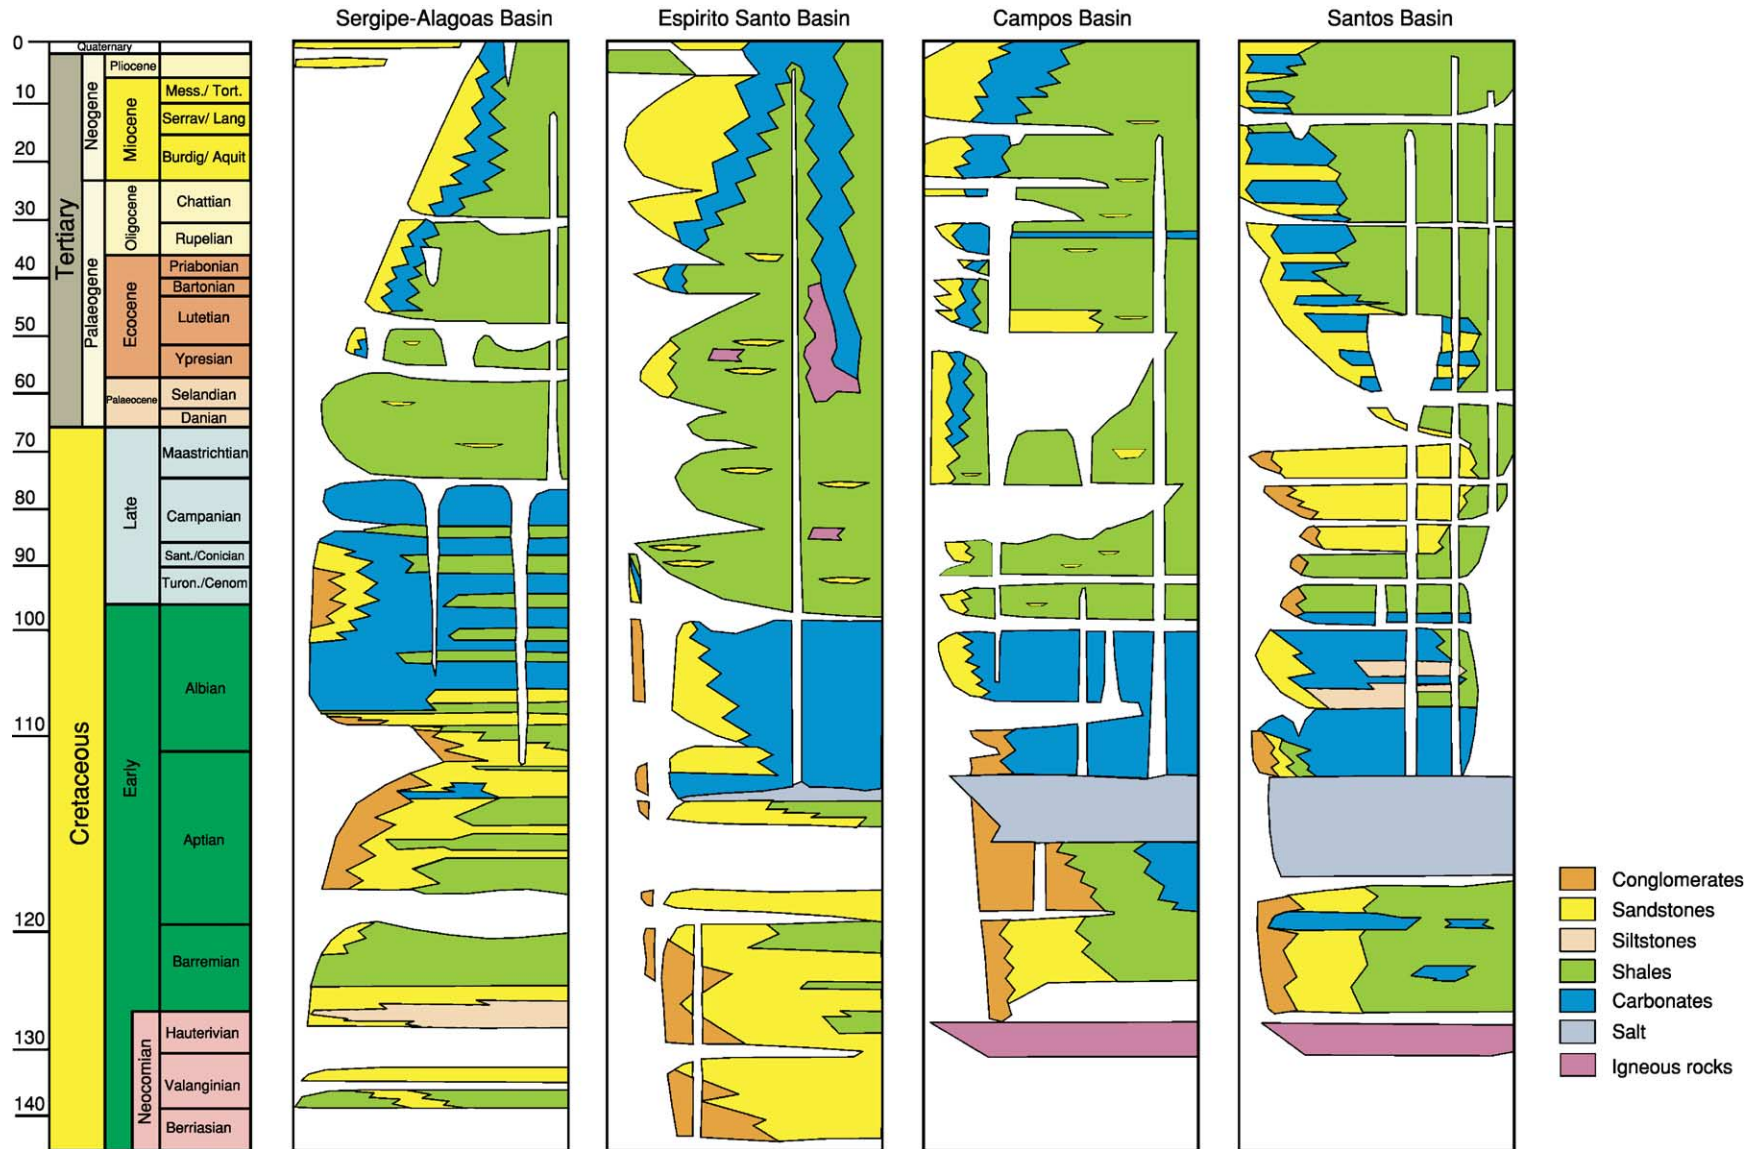 Sergipe-Alagoas Basin
Espirito Santo Basin
Campos Basin
Santos Basin
0
10
20
30
40
50
60
70
80
90
100
110
120
130
140
Quaternary
Tertiary
Neogene
Palaeogene
Pliocene
Miocene
Mess./ Tort.
Serrav/ Lang
Burdig/ Aquit
Oligocene
Chattian
Rupelian
Ecocene
Priabonian
Bartonian
Lutetian
Ypresian
Palaeocene
Selandian
Danian
Cretaceous
Late
Maastrichtian
Campanian
Sant./Conician
Turon./Cenom
Early
Albian
Aptian
Barremian
Neocomian
Hauterivian
Valanginian
Berriasian
Conglomerates
Sandstones
Siltstones
Shales
Carbonates
Salt
Igneous rocks